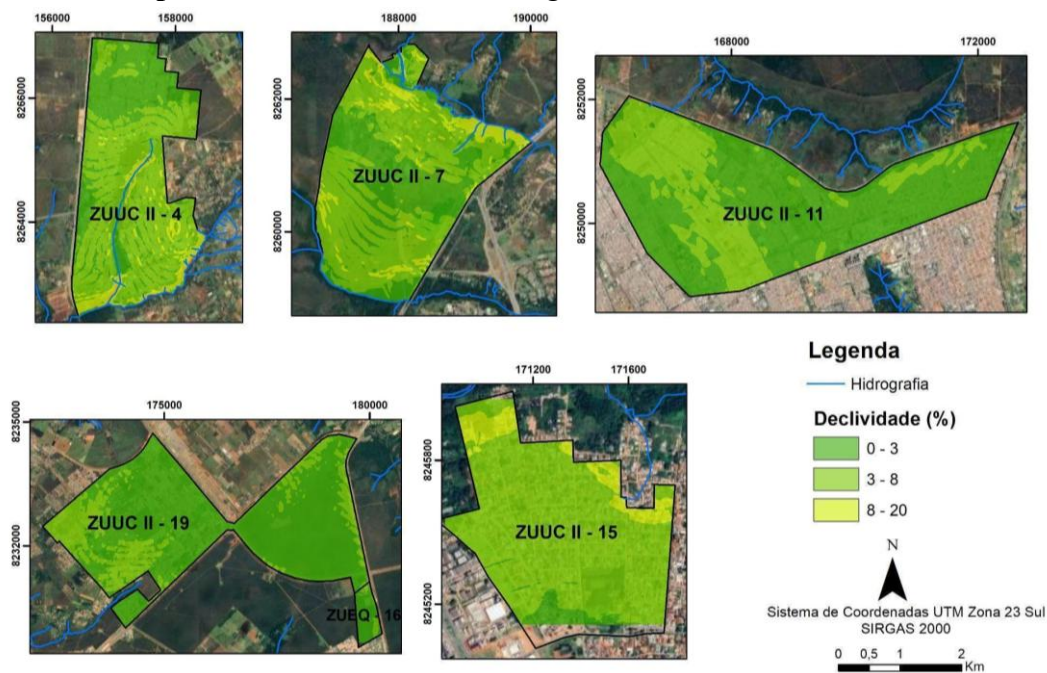 156000 158000
8266000
8264000
ZUUC II - 4
188000 190000
8262000
8260000
ZUUC II - 7
168000 172000
8252000
8250000
ZUUC II - 11
175000 180000
8235000
8232000
ZUUC II - 19
ZUEQ - 16
171200 171600
8245800
8245200
ZUUC II - 15
Legenda
Hidrografia
Declividade (%)
0 - 3
3 - 8
8 - 20
N
Sistema de Coordenadas UTM Zona 23 Sul
SIRGAS 2000
0 0,5 1 2
Km